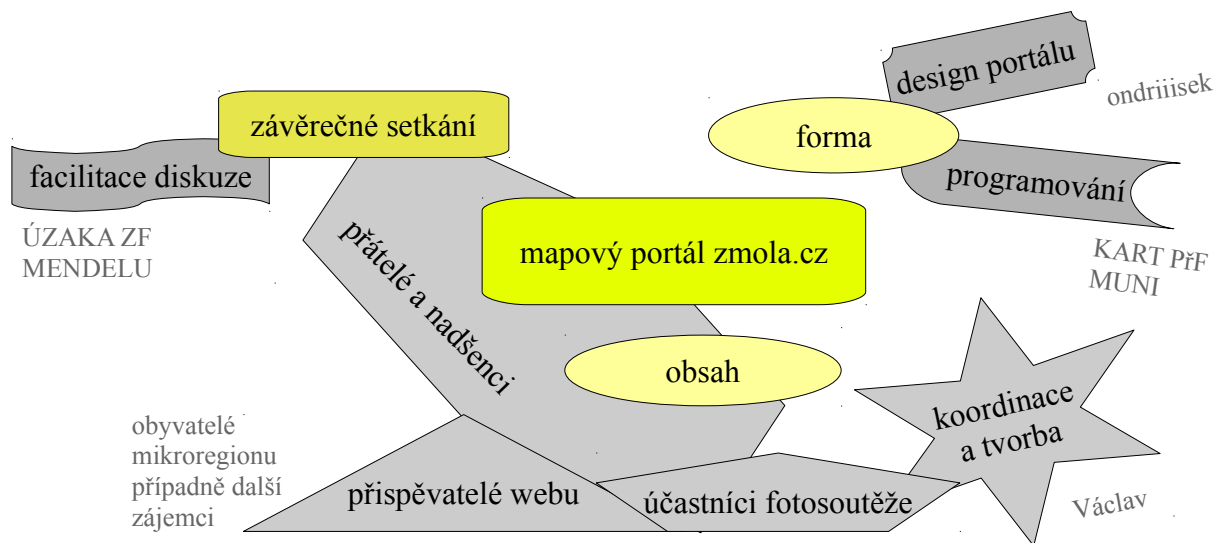 design portálu
ondriiisek
závěrečné setkání
forma
facilitace diskuze
programování
ÚZAKA ZF
MENDELU
přátelé a nadšenci
mapový portál zmola.cz
KART PřF
MUNI
obsah
koordinace
a tvorba
obyvatelé
mikroregionu
případně další
zájemci
přispěvatelé webu
účastníci fotosoutěže
Václav